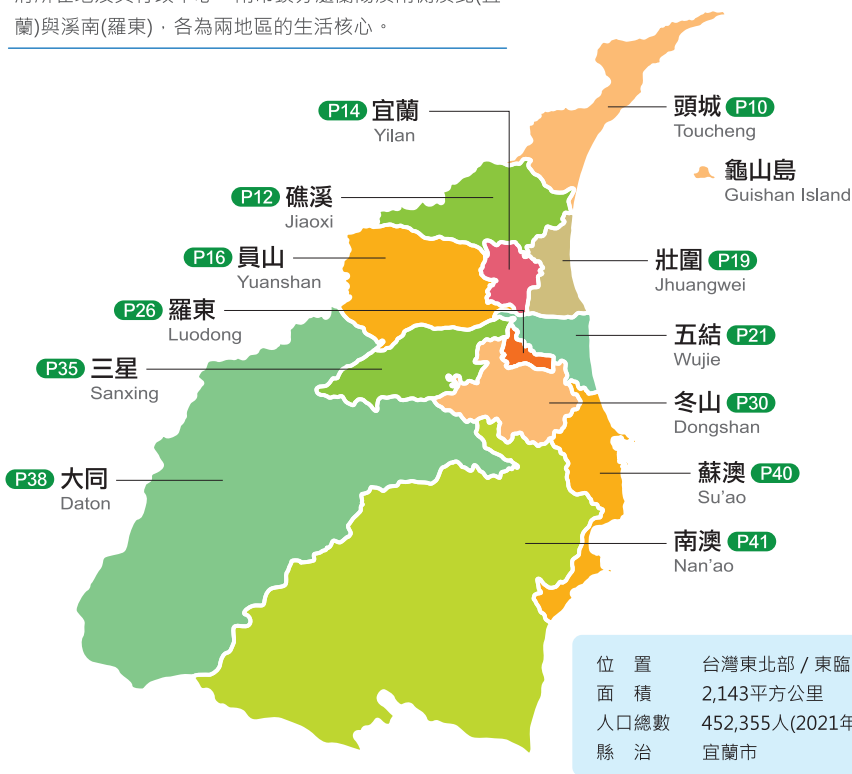 蘭)與溪南(羅東)，各為兩地區的生活核心。
P14 宜蘭
Yilan
頭城 P10
Toucheng
龜山島
Guishan Island
P12 礁溪
Jiaoxi
P16 員山
Yuanshan
壯圍 P19
Jhuangwei
P26 羅東
Luodong
五結 P21
Wujie
P35 三星
Sanxing
冬山 P30
Dongshan
P38 大同
Daton
蘇澳 P40
Su'ao
南澳 P41
Nan'ao
位 置 台灣東北部 / 東臨
面 積 2,143平方公里
人口總數 452,355人(2021年
縣 治 宜蘭市